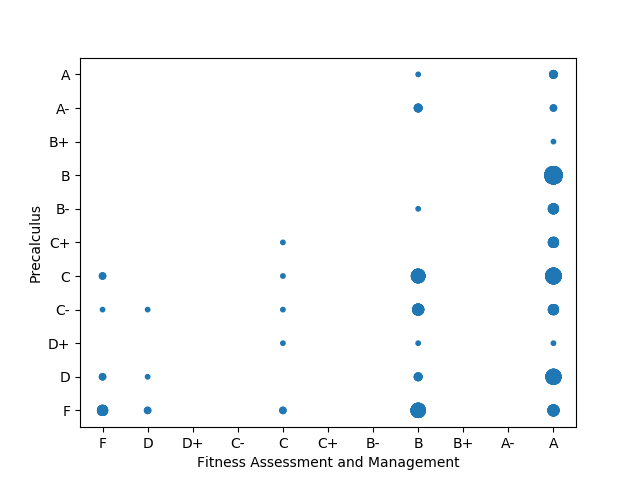 A
A-
B+
B
B-
C+
C
C-
D+
D
F
Precalculus
F D D+ C- C C+ B- B B+ A- A
Fitness Assessment and Management